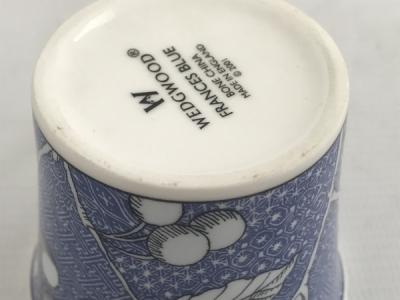 W
WEDGWOOD®
FRANCES BLUE
BONE CHINA
MADE IN ENGLAND
© 2001